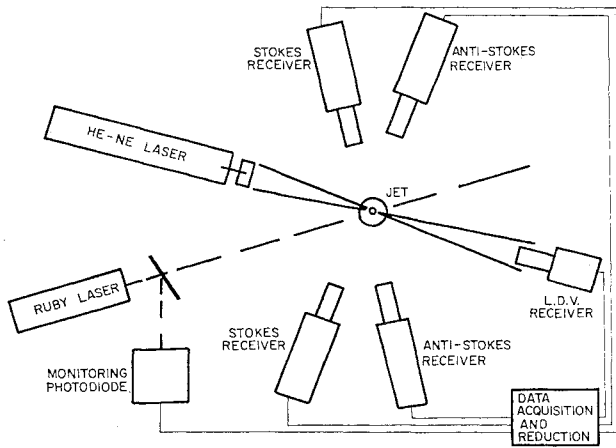 STOKES
RECEIVER
ANTI-STOKES
RECEIVER
HE-NE LASER
JET
RUBY LASER
L.D.V.
RECEIVER
STOKES
RECEIVER
ANTI-STOKES
RECEIVER
MONITORING
PHOTODIODE
DATA
ACQUISITION
AND
REDUCTION